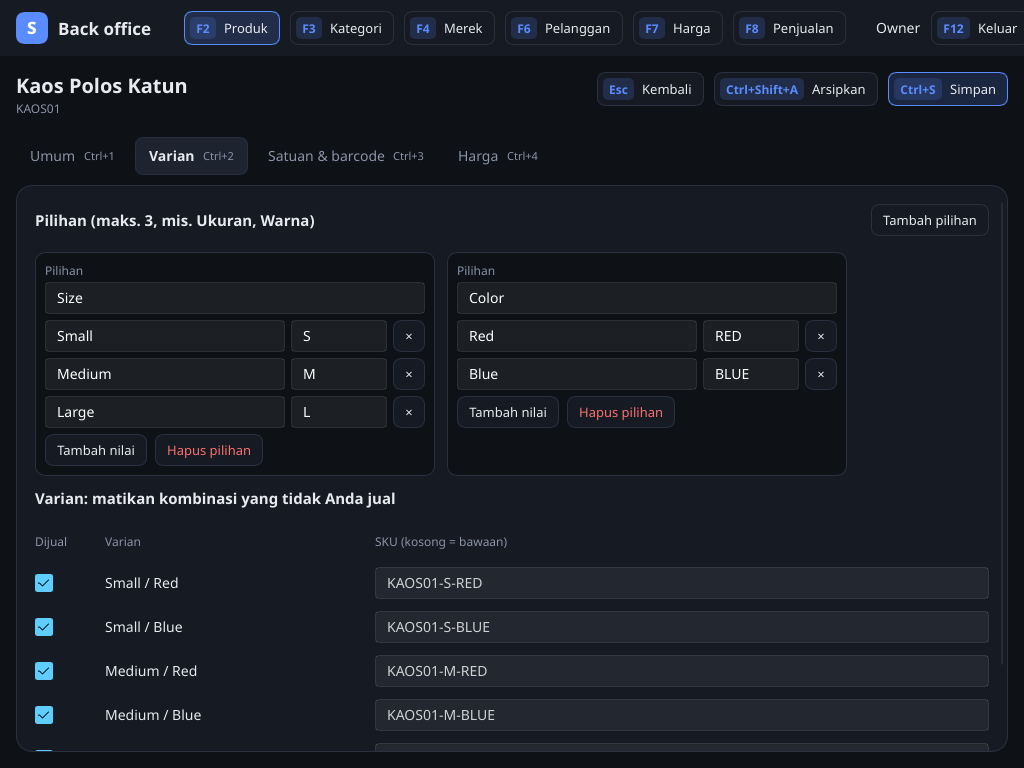 S Back office F2 Produk F3 Kategori F4 Merek F6 Pelanggan F7 Harga F8 Penjualan Owner F12 Keluar
Kaos Polos Katun
KAOS01
Esc Kembali Ctrl+Shift+A Arsipkan Ctrl+S Simpan
Umum Ctrl+1 Varian Ctrl+2 Satuan & barcode Ctrl+3 Harga Ctrl+4
Pilihan (maks. 3, mis. Ukuran, Warna) Tambah pilihan
Pilihan
Size
Small S ×
Medium M ×
Large L ×
Tambah nilai Hapus pilihan
Pilihan
Color
Red RED ×
Blue BLUE ×
Tambah nilai Hapus pilihan
Varian: matikan kombinasi yang tidak Anda jual
Dijual Varian SKU (kosong = bawaan)
Small / Red KAOS01-S-RED
Small / Blue KAOS01-S-BLUE
Medium / Red KAOS01-M-RED
Medium / Blue KAOS01-M-BLUE